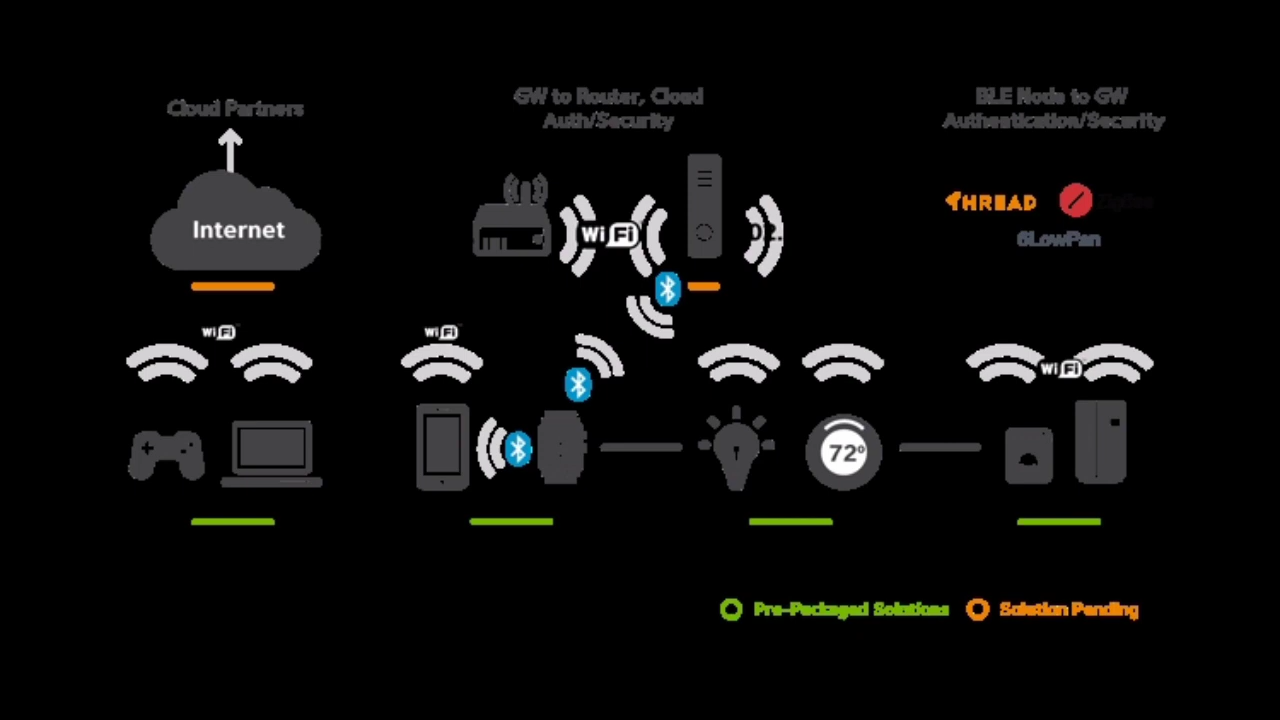 Cloud Partners
GW to Router, Cloud
Auth/Security
BLE Node to GW
Authentication/Security
Internet
WiFi
THREAD
ZigBee
6LowPan
WiFi
WiFi
WiFi
72°
Pre-Packaged Solutions
Solution Pending